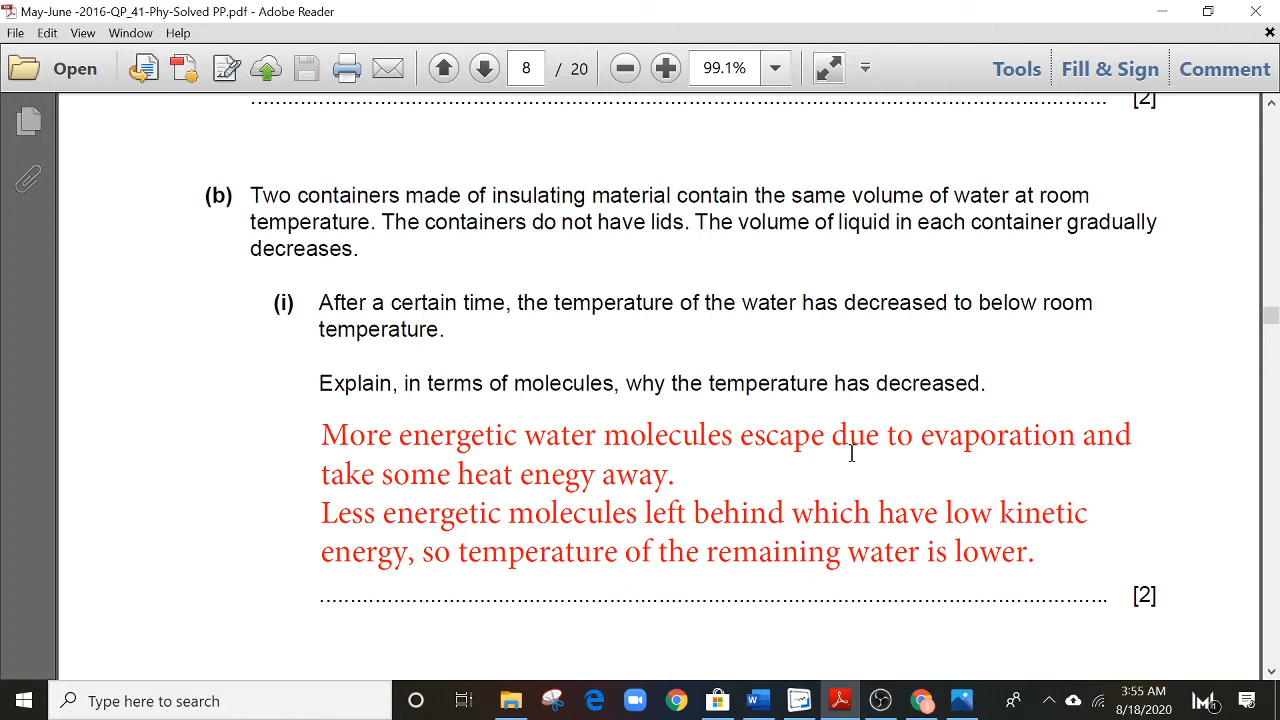 May-June -2016-QP_41-Phy-Solved PP.pdf - Adobe Reader
File Edit View Window Help
Open 8 / 20 99.1% Tools Fill & Sign Comment
[2]
(b) Two containers made of insulating material contain the same volume of water at room
temperature. The containers do not have lids. The volume of liquid in each container gradually
decreases.
(i) After a certain time, the temperature of the water has decreased to below room
temperature.
Explain, in terms of molecules, why the temperature has decreased.
More energetic water molecules escape due to evaporation and
take some heat enegy away.
Less energetic molecules left behind which have low kinetic
energy, so temperature of the remaining water is lower.
[2]
Type here to search
3:55 AM
8/18/2020